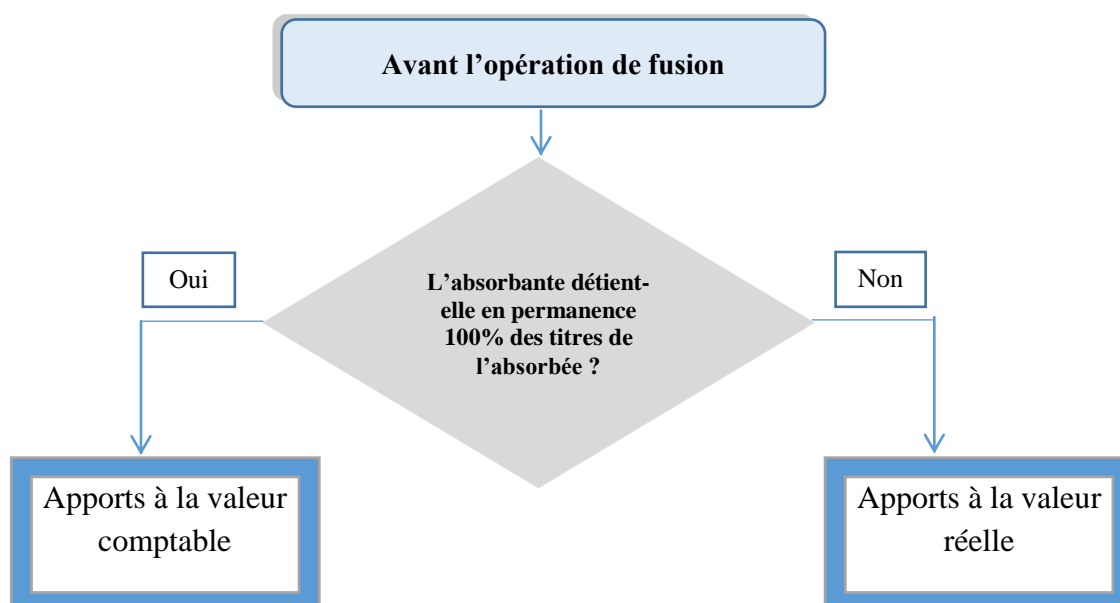 Avant l’opération de fusion
Oui
Non
L’absorbante détient-
elle en permanence
100% des titres de
l’absorbée ?
Apports à la valeur
comptable
Apports à la valeur
réelle